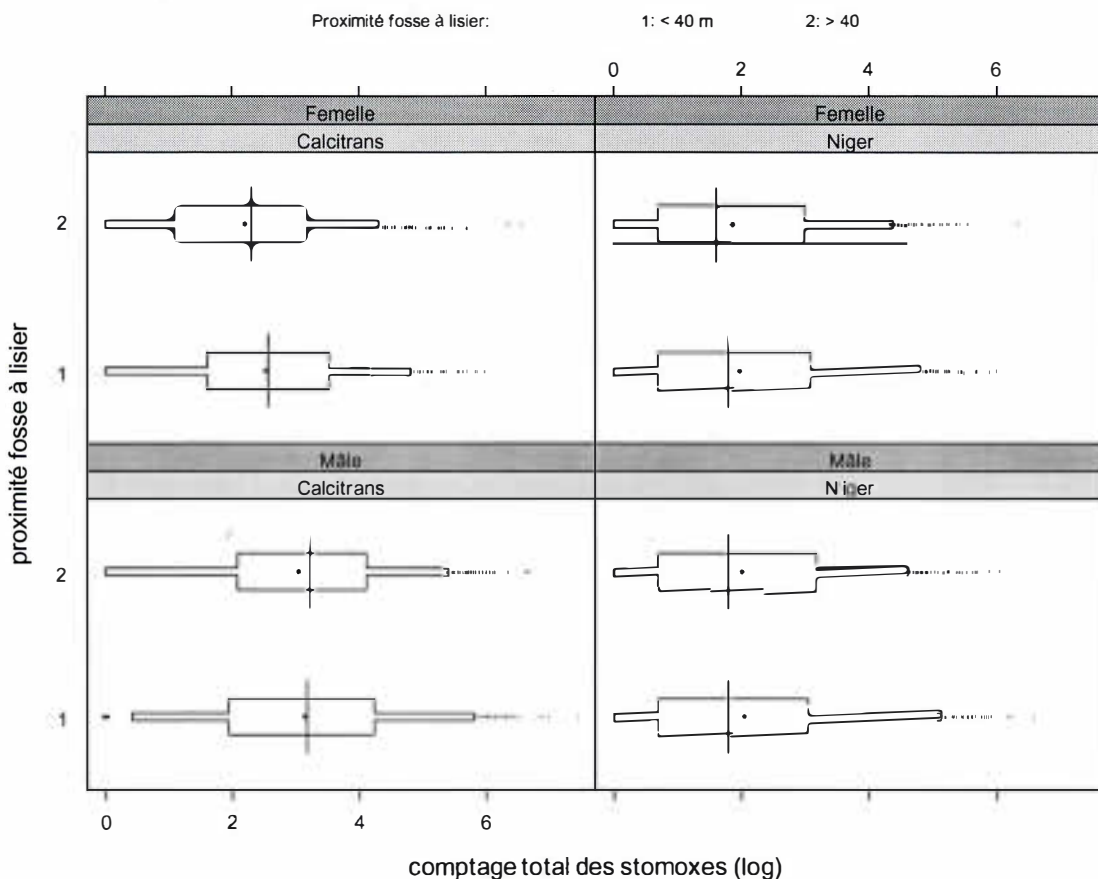 Proximité fosse à lisier: 1: < 40 m 2: > 40
0 2 4 6
Femelle Femelle
Calcitrans Niger
2
1
Mâle Mâle
Calcitrans Niger
2
1
proximité fosse à lisier
0 2 4 6
comptage total des stomoxes (log)